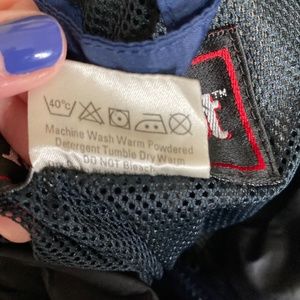 40°C
Machine Wash Warm Powdered
Detergent Tumble Dry Warm
DO NOT Bleach